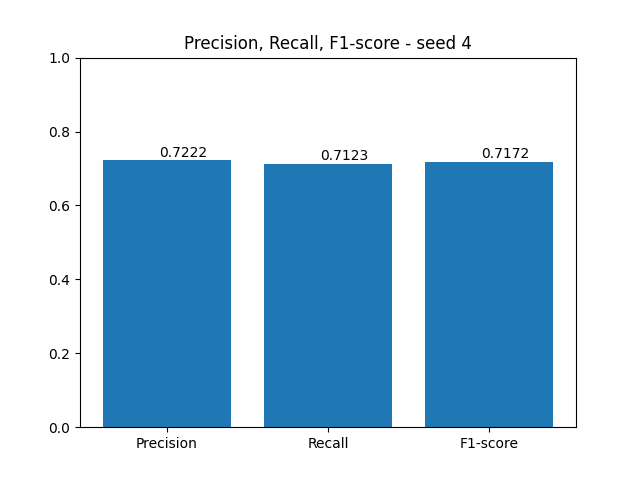 Precision, Recall, F1-score - seed 4
1.0
0.8
0.6
0.4
0.2
0.0
0.7222
0.7123
0.7172
Precision
Recall
F1-score